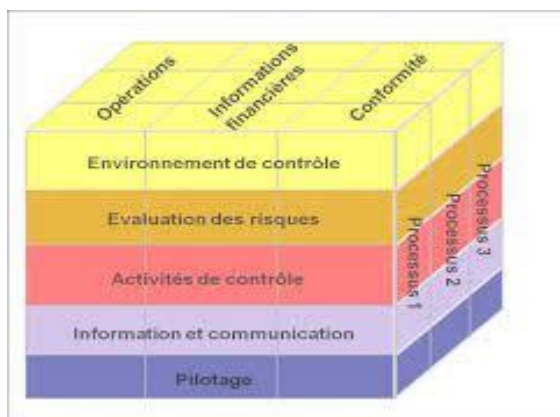 Opérations
Informations
financières
Conformité
Environnement de contrôle
Evaluation des risques
Activités de contrôle
Information et communication
Pilotage
Processus 1
Processus 2
Processus 3